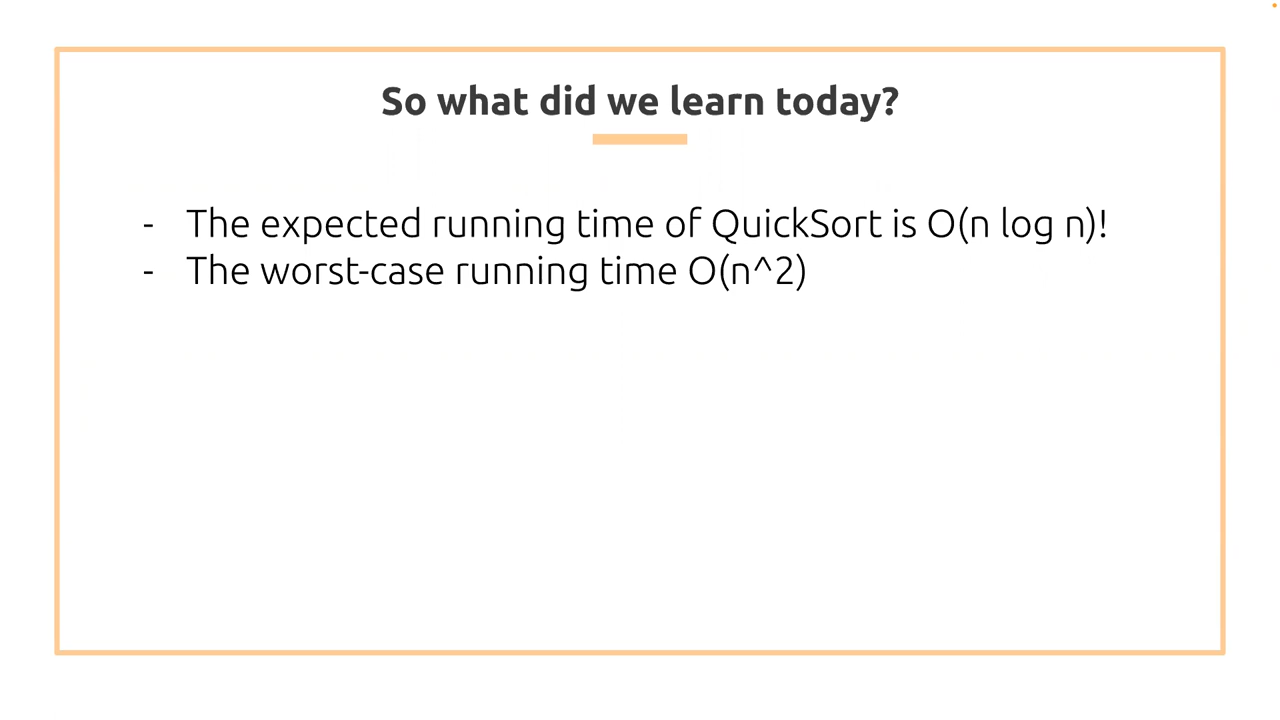 So what did we learn today?
- The expected running time of QuickSort is O(n log n)!
- The worst-case running time O(n^2)